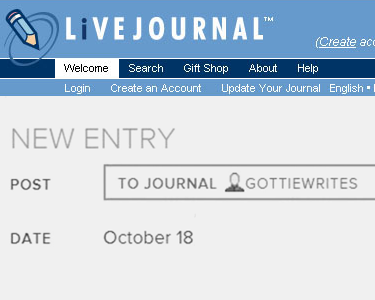 LiVEJOURNAL™
(Create acc
Welcome Search Gift Shop About Help
Login Create an Account Update Your Journal English •
NEW ENTRY
POST TO JOURNAL GOTTIEWRITES
DATE October 18